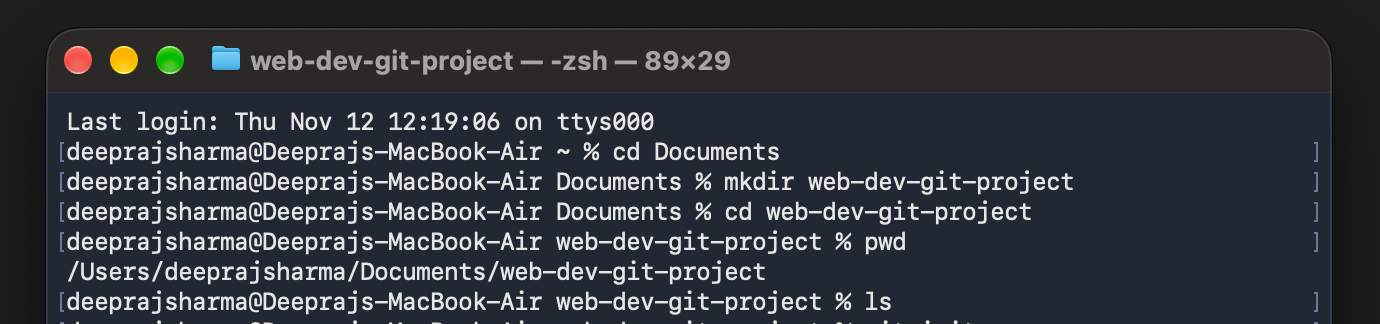 web-dev-git-project — -zsh — 89×29
Last login: Thu Nov 12 12:19:06 on ttys000
[deeprajsharma@Deeprajs-MacBook-Air ~ % cd Documents ]
[deeprajsharma@Deeprajs-MacBook-Air Documents % mkdir web-dev-git-project ]
[deeprajsharma@Deeprajs-MacBook-Air Documents % cd web-dev-git-project ]
[deeprajsharma@Deeprajs-MacBook-Air web-dev-git-project % pwd ]
/Users/deeprajsharma/Documents/web-dev-git-project
[deeprajsharma@Deeprajs-MacBook-Air web-dev-git-project % ls ]